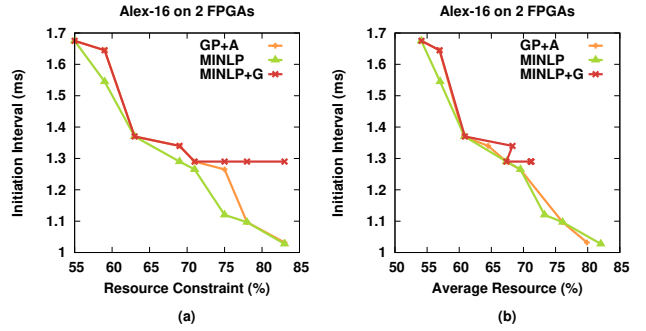 Alex-16 on 2 FPGAs
GP+A
MINLP
MINLP+G
Initiation Interval (ms)
1.7
1.6
1.5
1.4
1.3
1.2
1.1
1
55 60 65 70 75 80 85
Resource Constraint (%)
(a)
Alex-16 on 2 FPGAs
GP+A
MINLP
MINLP+G
Initiation Interval (ms)
1.7
1.6
1.5
1.4
1.3
1.2
1.1
1
50 55 60 65 70 75 80 85
Average Resource (%)
(b)